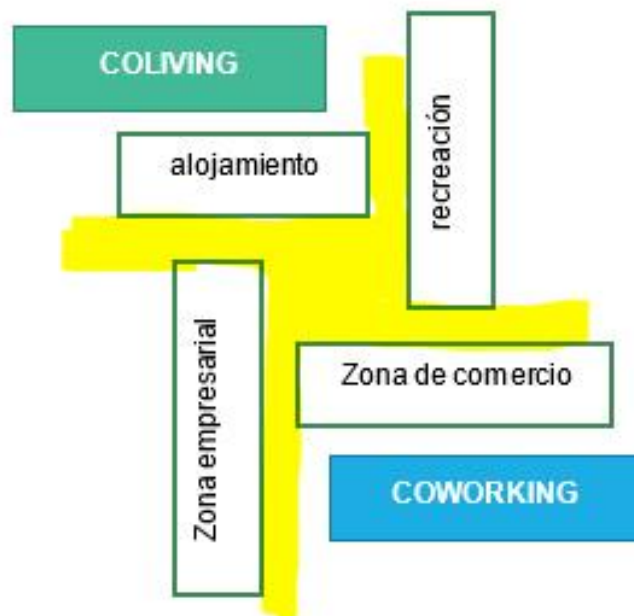 COLIVING
alojamiento
recreación
Zona empresarial
Zona de comercio
COWORKING